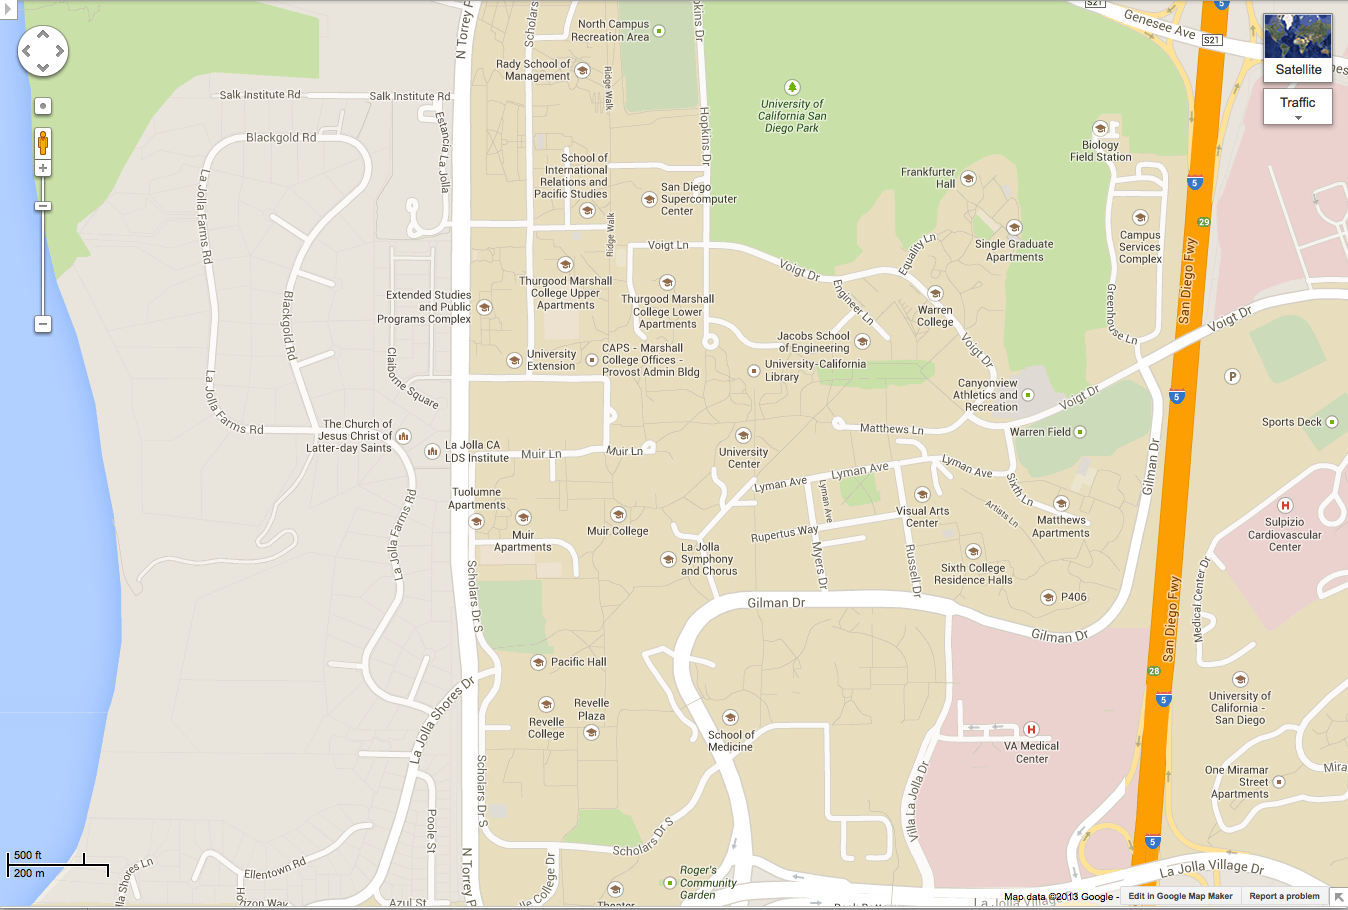 S21
5
Genesee Ave
S21
N Torrey P
Scholars
North Campus
Recreation Area
Hopkins Dr
Satellite
Rady School of
Management
Ridge Walk
Traffic
Salk Institute Rd
Salk Institute Rd
University of
California San
Diego Park
Hopkins Dr
Blackgold Rd
Estancia La Jolla
Biology
Field Station
School of
International
Relations and
Pacific Studies
Frankfurter
Hall
5
San Diego
Supercomputer
Center
La Jolla Farms Rd
Ridge Walk
29
Campus
Services
Complex
Single Graduate
Apartments
Voigt Ln
Equality Ln
Voigt Dr
San Diego Fwy
Thurgood Marshall
College Upper
Apartments
Thurgood Marshall
College Lower
Apartments
Engineer Ln
Warren
College
Greenhouse Ln
Extended Studies
and Public
Programs Complex
Blackgold Rd
Voigt Dr
Jacobs School
of Engineering
Voigt Dr
University
Extension
CAPS - Marshall
College Offices -
Provost Admin Bldg
University-California
Library
Claiborne Square
P
La Jolla Farms Rd
Canyonview
Athletics and
Recreation
Voigt Dr
5
The Church of
Jesus Christ of
Latter-day Saints
La Jolla CA
LDS Institute
Muir Ln
Muir Ln
Matthews Ln
Warren Field
Sports Deck
University
Center
Lyman Ave
Lyman Ave
Lyman Ave
Gilman Dr
Tuolumne
Apartments
Lyman Ave
Sixth Ln
Artists Ln
Visual Arts
Center
Matthews
Apartments
H
Sulpizio
Cardiovascular
Center
Muir
Apartments
Muir College
Rupertus Way
La Jolla Farms Rd
La Jolla
Symphony
and Chorus
Myers Dr
Russell Dr
Sixth College
Residence Halls
Medical Center Dr
Scholars Dr S
Gilman Dr
P406
San Diego Fwy
Gilman Dr
Pacific Hall
28
5
La Jolla Shores Dr
Revelle
College
Revelle
Plaza
School of
Medicine
University of
California -
San Diego
H
VA Medical
Center
One Miramar
Street
Apartments
Mira
Scholars Dr S
Villa La Jolla Dr
Poole St
500 ft
200 m
Scholars Dr S
5
Ellentown Rd
N Torrey P
La Jolla Village Dr
Roger's
Community
Garden
Shores Ln
e College Dr
Theater
izon Way
Azul St
Map data ©2013 Google -
Edit in Google Map Maker
Report a problem
La Jolla Village